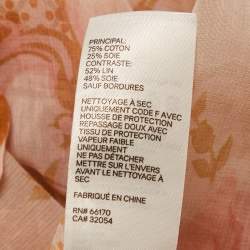 PRINCIPAL:
75% COTON
25% SOIE
CONTRASTE:
52% LIN
48% SOIE
SAUF BORDURES
NETTOYAGE À SEC
UNIQUEMENT CODE F AVEC
HOUSSE DE PROTECTION
REPASSAGE DOUX AVEC
TISSU DE PROTECTION
VAPEUR FAIBLE
UNIQUEMENT
NE PAS DÉTACHER
METTRE SUR L'ENVERS
AVANT LE NETTOYAGE À SEC
FABRIQUÉ EN CHINE
RN# 66170
CA# 32054